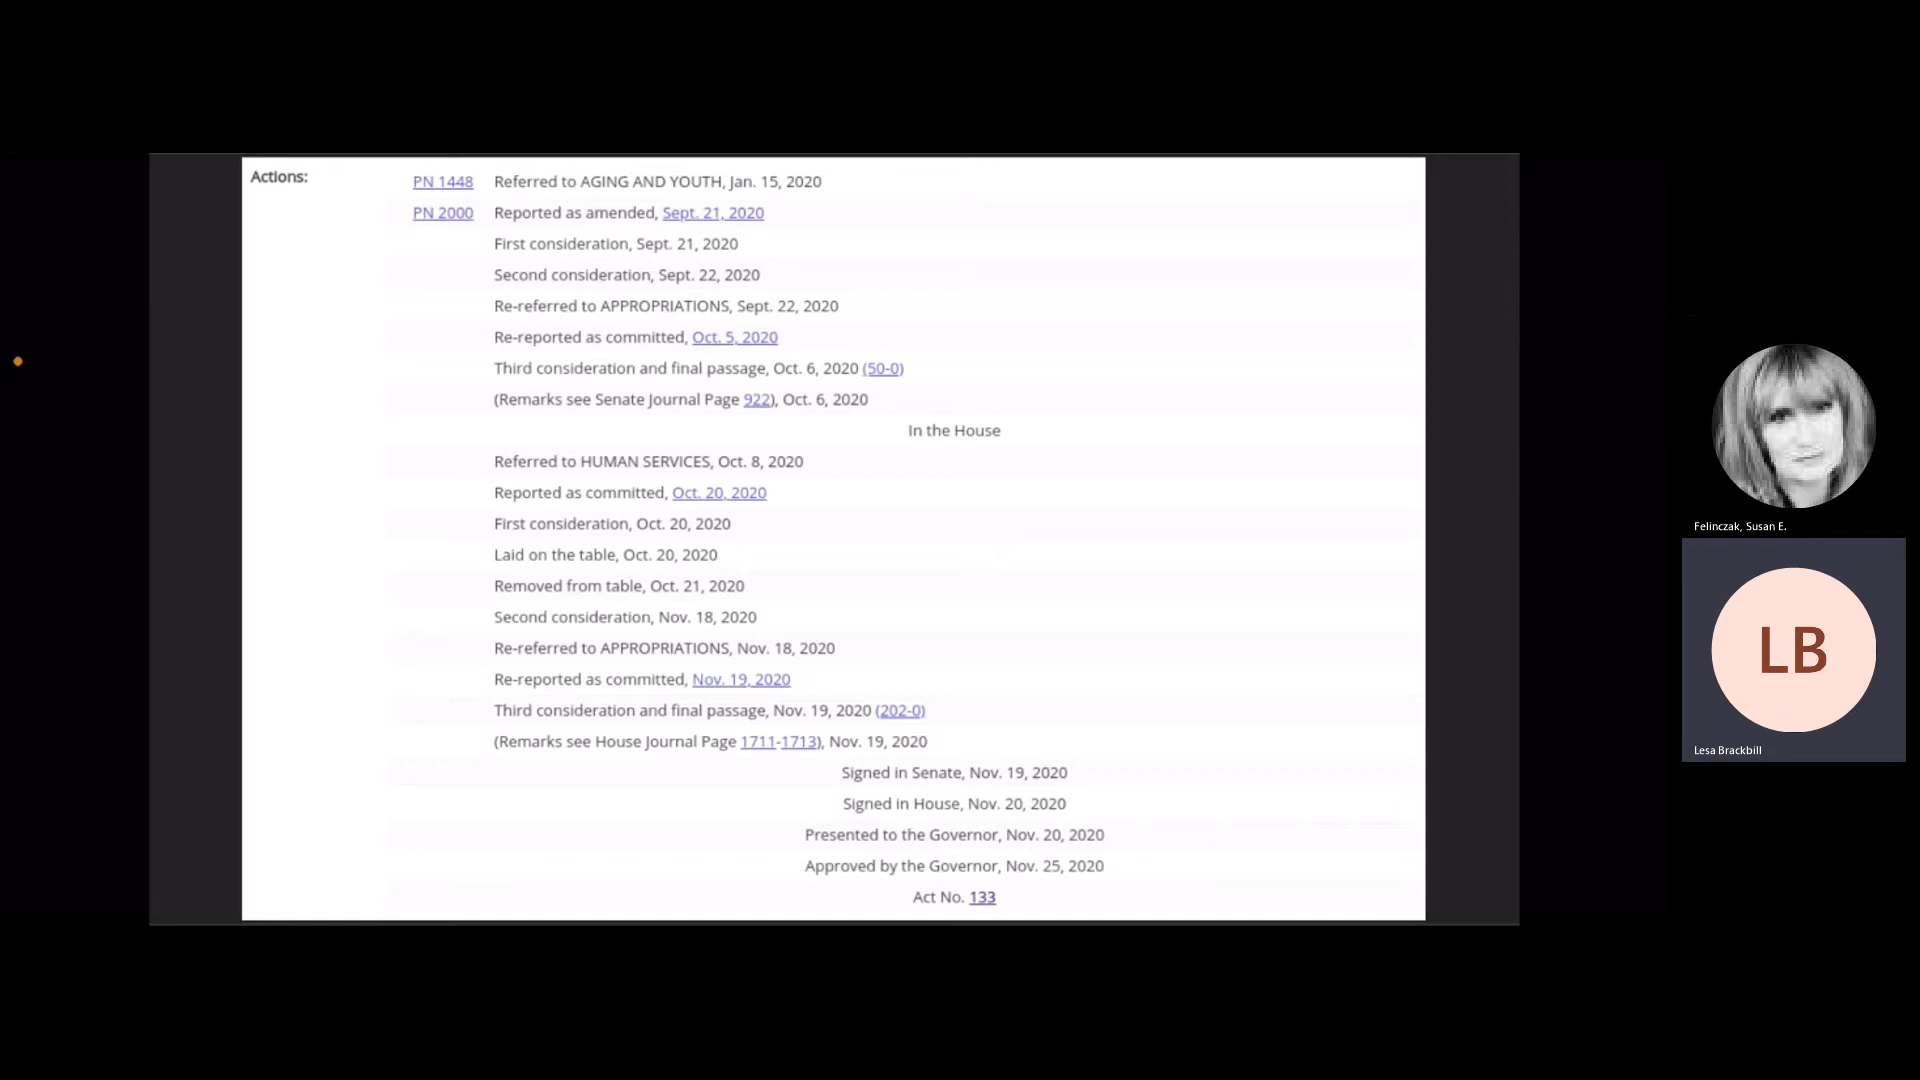 Actions:
PN 1448 Referred to AGING AND YOUTH, Jan. 15, 2020
PN 2000 Reported as amended, Sept. 21, 2020
First consideration, Sept. 21, 2020
Second consideration, Sept. 22, 2020
Re-referred to APPROPRIATIONS, Sept. 22, 2020
Re-reported as committed, Oct. 5, 2020
Third consideration and final passage, Oct. 6, 2020 (50-0)
(Remarks see Senate Journal Page 922), Oct. 6, 2020
In the House
Referred to HUMAN SERVICES, Oct. 8, 2020
Reported as committed, Oct. 20, 2020
First consideration, Oct. 20, 2020
Laid on the table, Oct. 20, 2020
Removed from table, Oct. 21, 2020
Second consideration, Nov. 18, 2020
Re-referred to APPROPRIATIONS, Nov. 18, 2020
Re-reported as committed, Nov. 19, 2020
Third consideration and final passage, Nov. 19, 2020 (202-0)
(Remarks see House Journal Page 1711-1713), Nov. 19, 2020
Signed in Senate, Nov. 19, 2020
Signed in House, Nov. 20, 2020
Presented to the Governor, Nov. 20, 2020
Approved by the Governor, Nov. 25, 2020
Act No. 133
Felinczak, Susan E.
LB
Lesa Brackbill